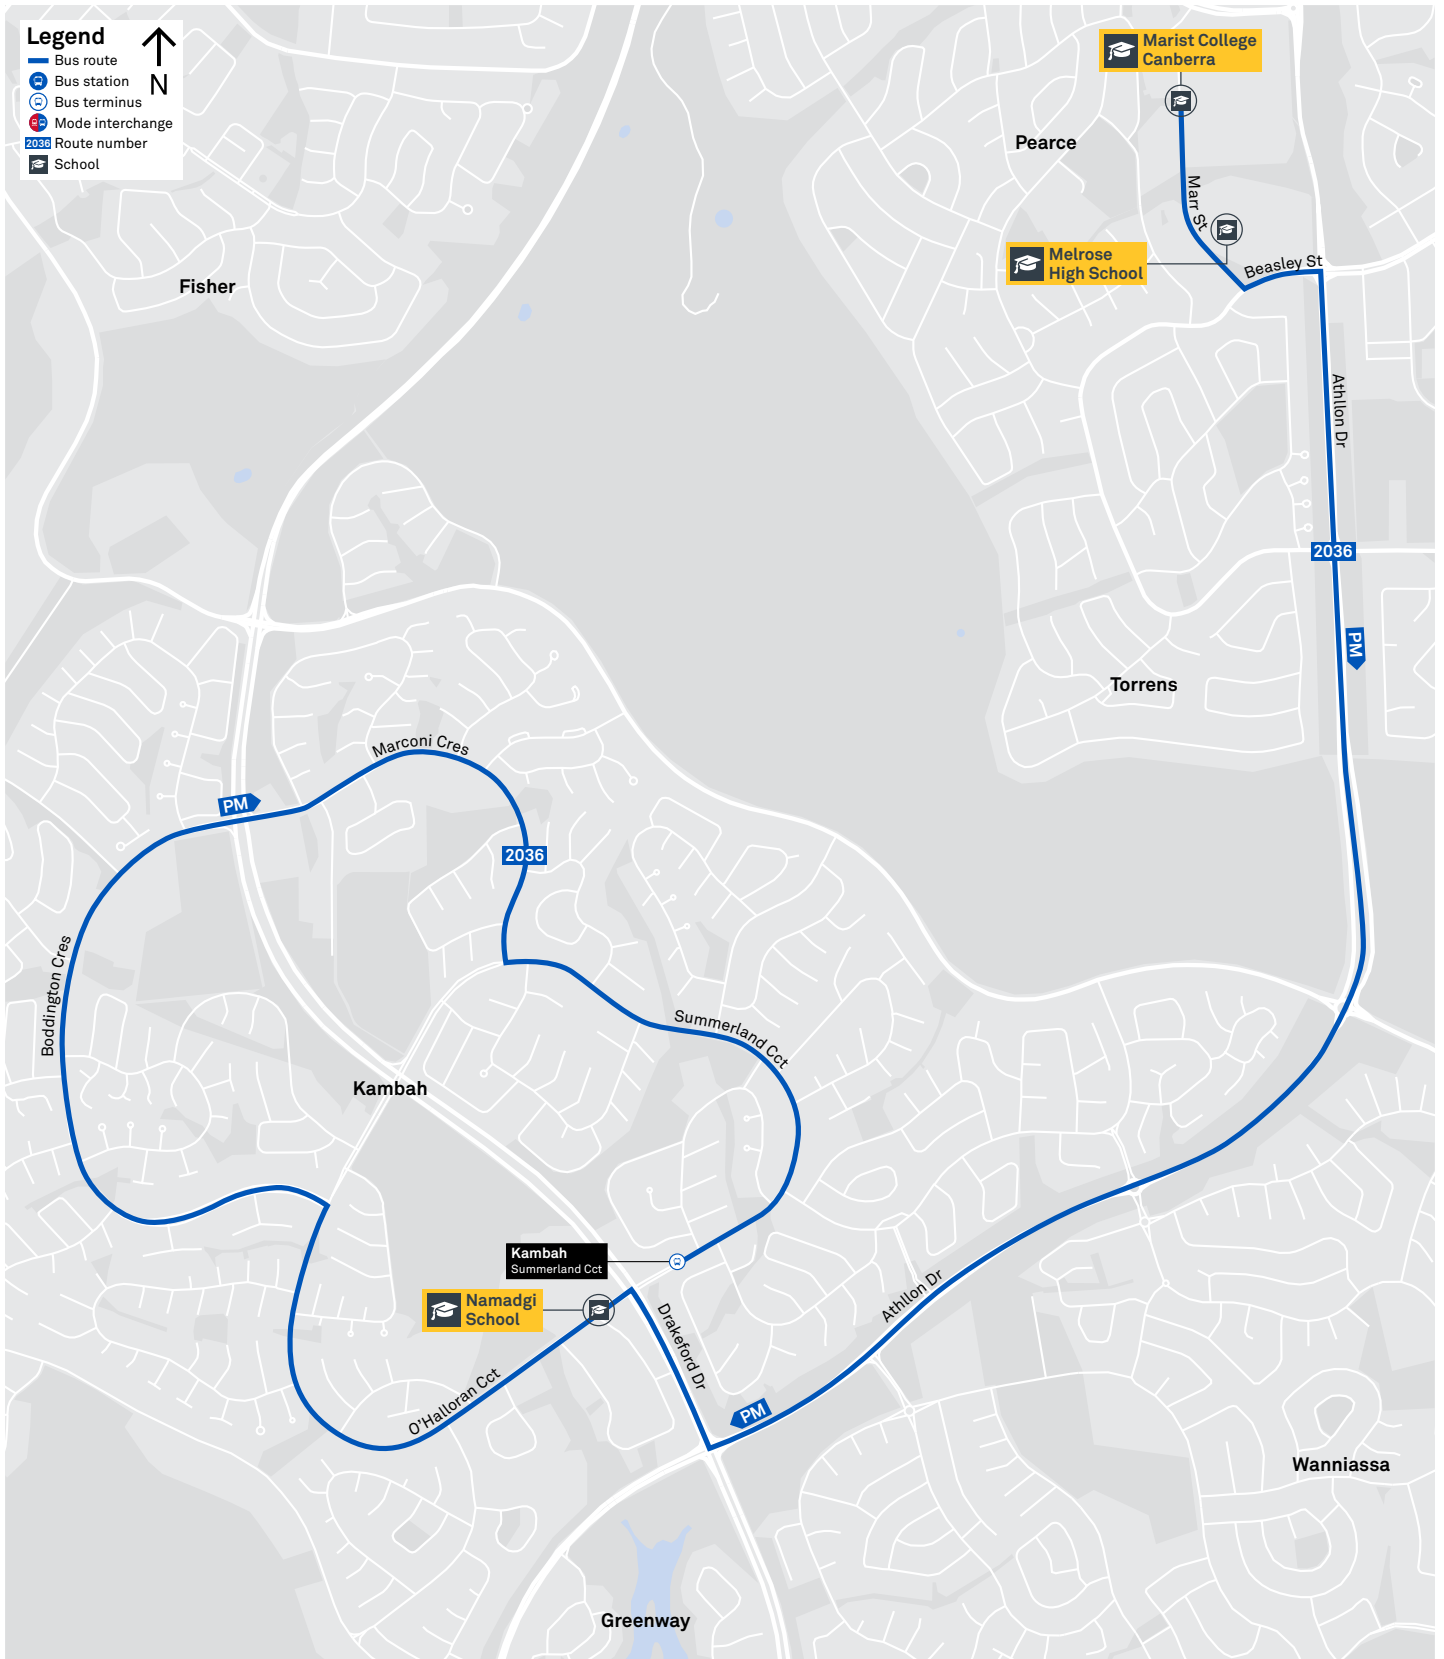 Legend
N
Bus route
Bus station
Bus terminus
Mode interchange
2036 Route number
School
Marist College
Canberra
Pearce
Marr St
Melrose
High School
Beasley St
Fisher
Athllon Dr
2036
PM
Torrens
Marconi Cres
PM
2036
Boddington Cres
Summerland Cct
Kambah
Kambah
Summerland Cct
Namadgi
School
Drakeford Dr
Athllon Dr
O'Halloran Cct
PM
Wanniassa
Greenway